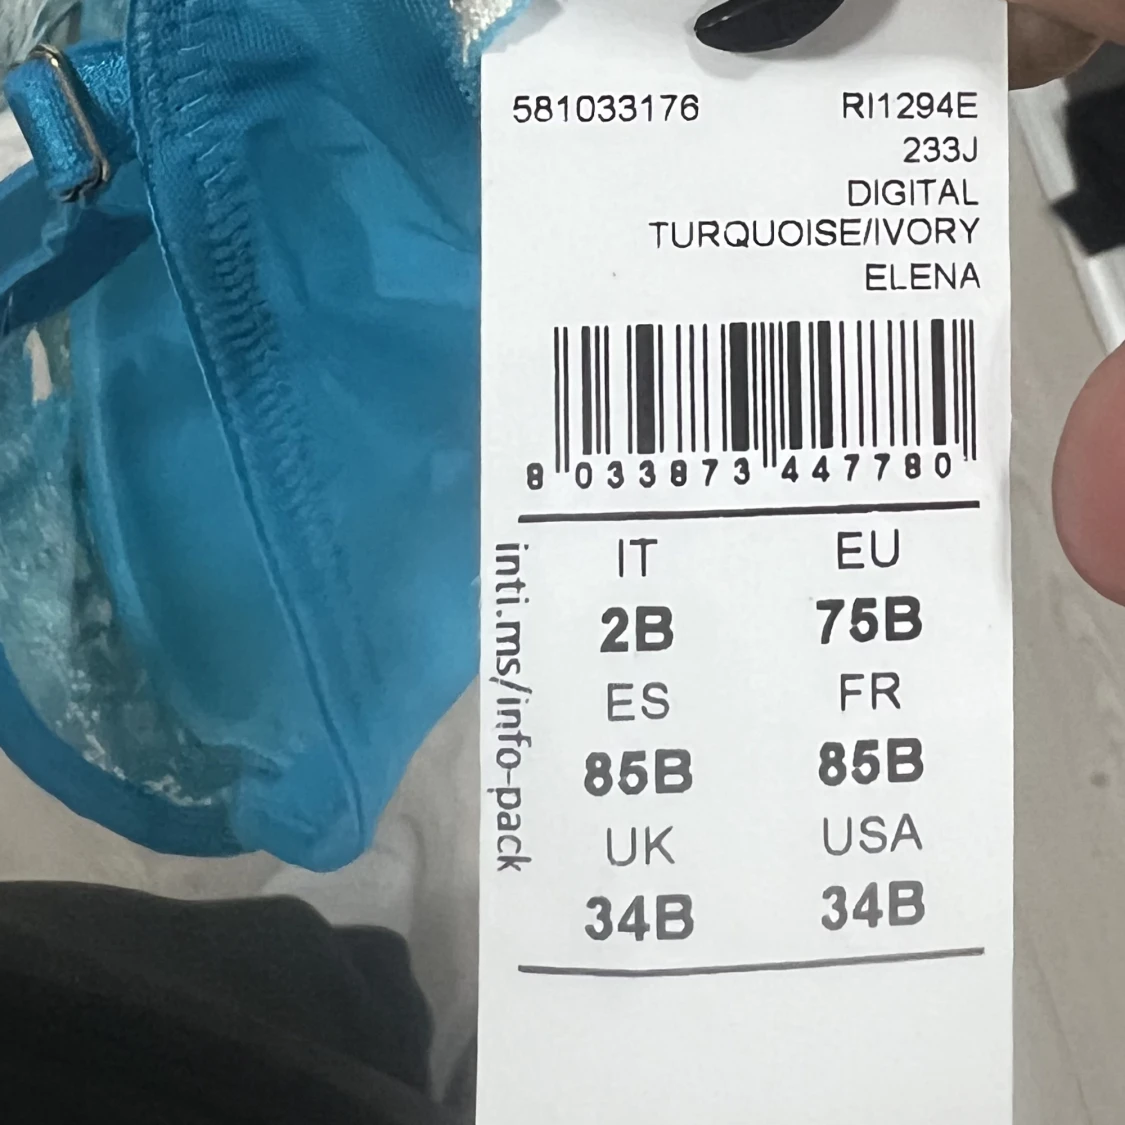 581033176 RI1294E
233J
DIGITAL
TURQUOISE/IVORY
ELENA
8 033873 447780
inti.ms/info-pack
IT EU
2B 75B
ES FR
85B 85B
UK USA
34B 34B